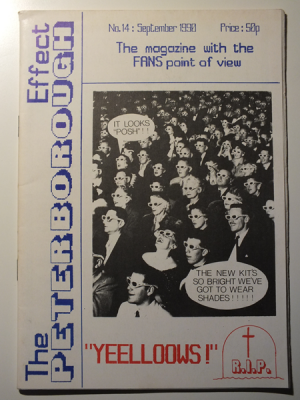 No.14 : September 1990 Price : 50p
The magazine with the
FANS point of view
The PETERBOROUGH Effect
IT LOOKS
"POSH"!!
THE NEW KITS
SO BRIGHT WE'VE
GOT TO WEAR
SHADES!!!!!
"YEELLOOWS!"
R.I.P.